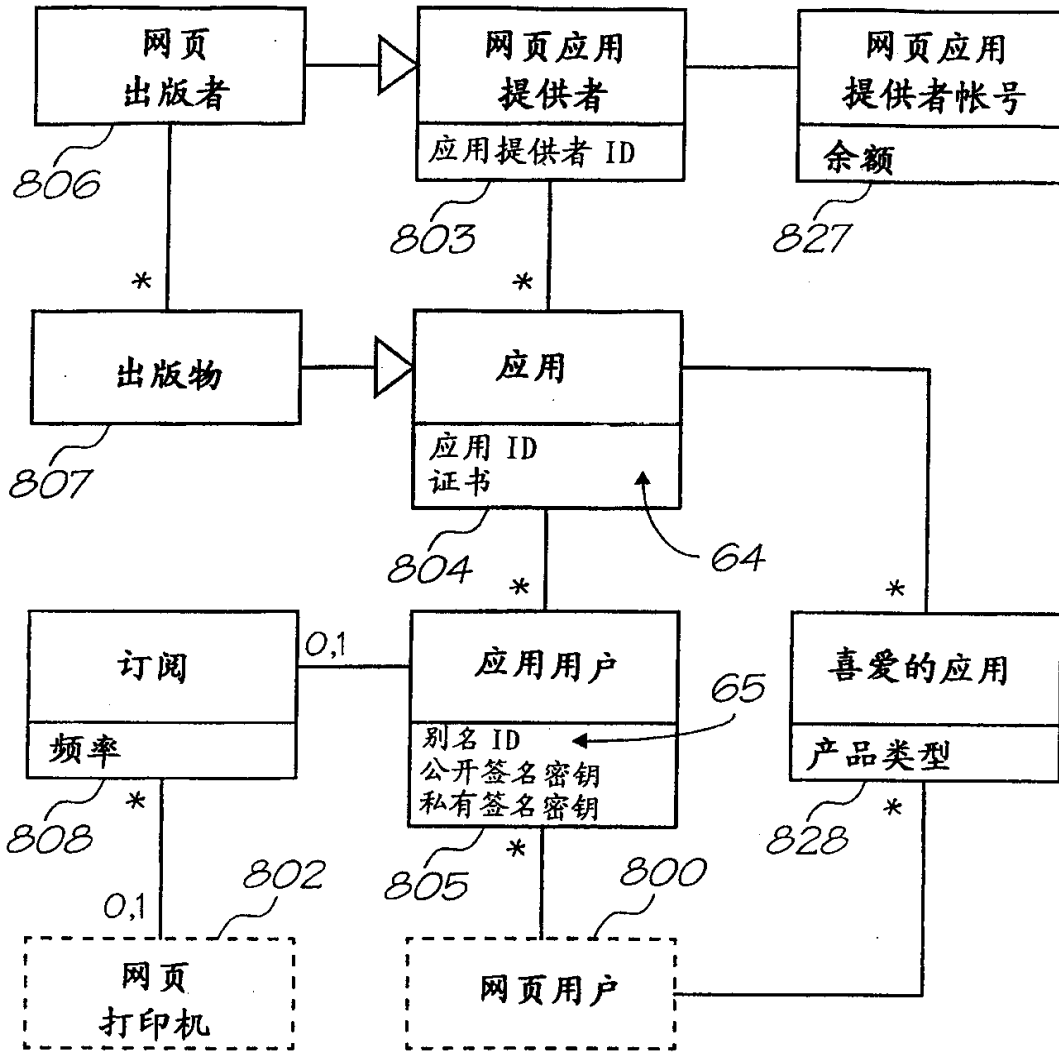 网页
出版者
网页应用
提供者
应用提供者 ID
网页应用
提供者帐号
余额
806
803
827
*
*
出版物
应用
应用 ID
证书
807
804
64
*
*
订阅
频率
0,1
应用用户
别名 ID
公开签名密钥
私有签名密钥
65
喜爱的应用
产品类型
808
*
805
*
828
*
802
800
0,1
网页
打印机
网页用户